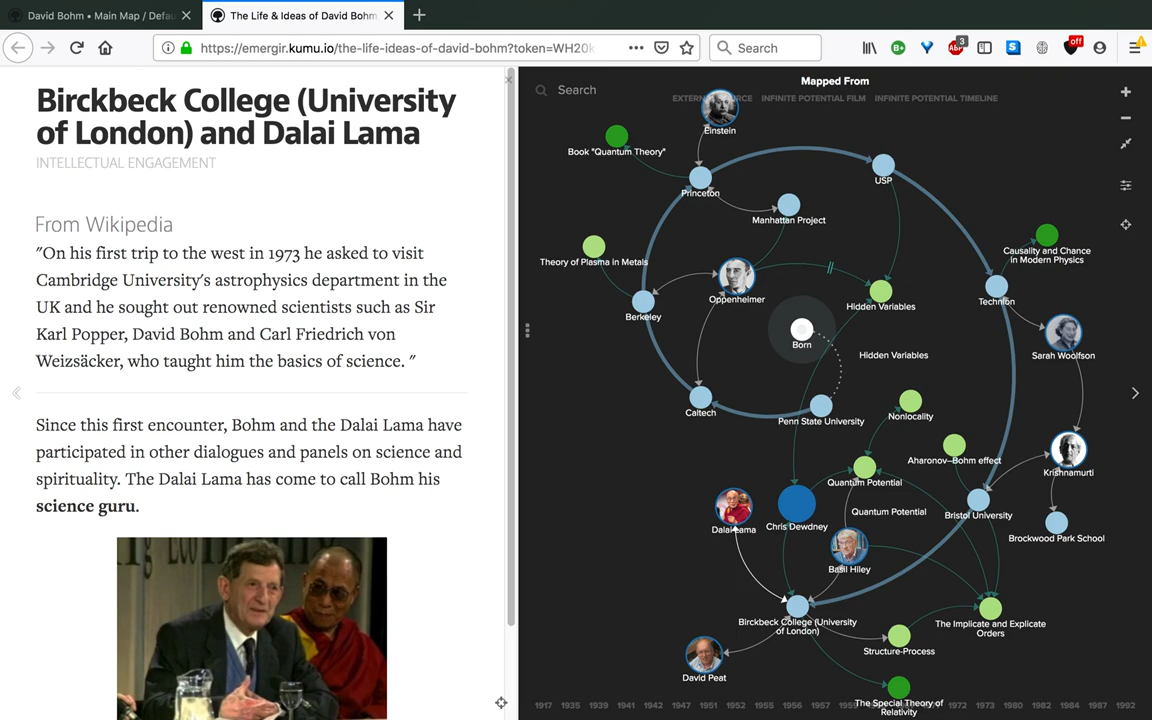 David Bohm • Main Map / Defau
The Life & Ideas of David Bohm
https://emergir.kumu.io/the-life-ideas-of-david-bohm?token=WH20k
Search
3
off
Birckbeck College (University
of London) and Dalai Lama
INTELLECTUAL ENGAGEMENT
From Wikipedia
"On his first trip to the west in 1973 he asked to visit
Cambridge University's astrophysics department in the
UK and he sought out renowned scientists such as Sir
Karl Popper, David Bohm and Carl Friedrich von
Weizsäcker, who taught him the basics of science. "
Since this first encounter, Bohm and the Dalai Lama have
participated in other dialogues and panels on science and
spirituality. The Dalai Lama has come to call Bohm his
science guru.
Search
Mapped From
INFINITE POTENTIAL FILM
INFINITE POTENTIAL TIMELINE
Einstein
Book "Quantum Theory"
Princeton
USP
Manhattan Project
Theory of Plasma in Metals
Causality and Chance
in Modern Physics
Oppenheimer
Hidden Variables
Technion
Berkeley
Born
Hidden Variables
Sarah Woolfson
Caltech
Penn State University
Nonlocality
Aharonov–Bohm effect
Krishnamurti
Quantum Potential
Dalai Lama
Chris Dewdney
Quantum Potential
Bristol University
Brockwood Park School
Basil Hiley
Birckbeck College (University
of London)
The Implicate and Explicate
Orders
Structure-Process
David Peat
The Special Theory of
Relativity
1917 1935 1939 1941 1942 1947 1951 1952 1956 1957 1972 1973 1980 1982 1984 1987 1992